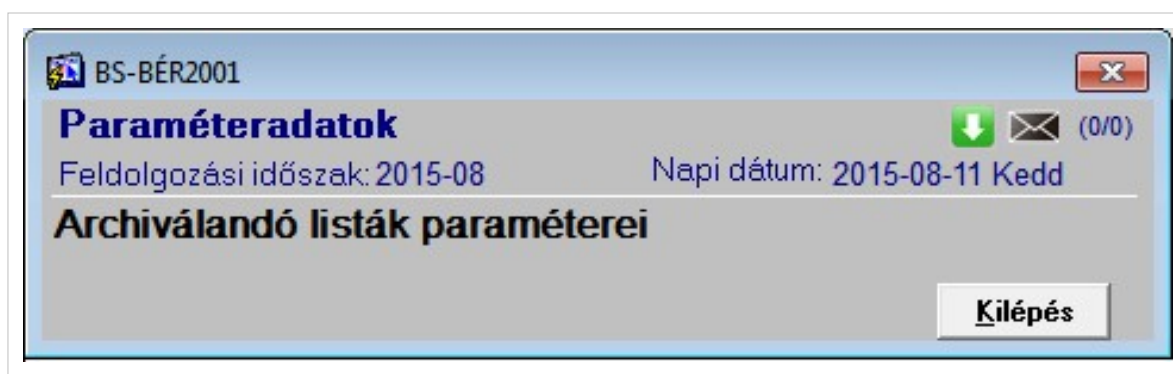 BS-BÉR2001
Paraméteradatok (0/0)
Feldolgozási időszak: 2015-08 Napi dátum: 2015-08-11 Kedd
Archiválandó listák paraméterei
Kilépés